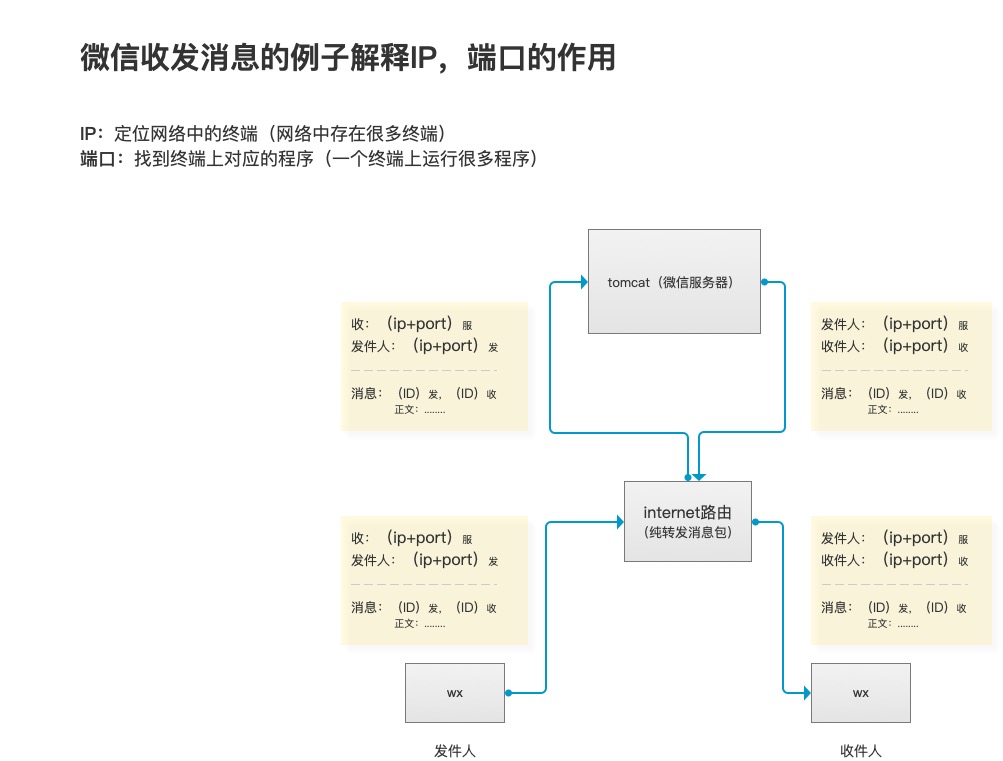 微信收发消息的例子解释IP，端口的作用
IP：定位网络中的终端（网络中存在很多终端）
端口：找到终端上对应的程序（一个终端上运行很多程序）
tomcat（微信服务器）
收：（ip+port）服
发件人：（ip+port）发
消息：（ID）发，（ID）收
正文：........
发件人：（ip+port）服
收件人：（ip+port）收
消息：（ID）发，（ID）收
正文：........
internet路由
（纯转发消息包）
收：（ip+port）服
发件人：（ip+port）发
消息：（ID）发，（ID）收
正文：........
发件人：（ip+port）服
收件人：（ip+port）收
消息：（ID）发，（ID）收
正文：........
wx
wx
发件人
收件人